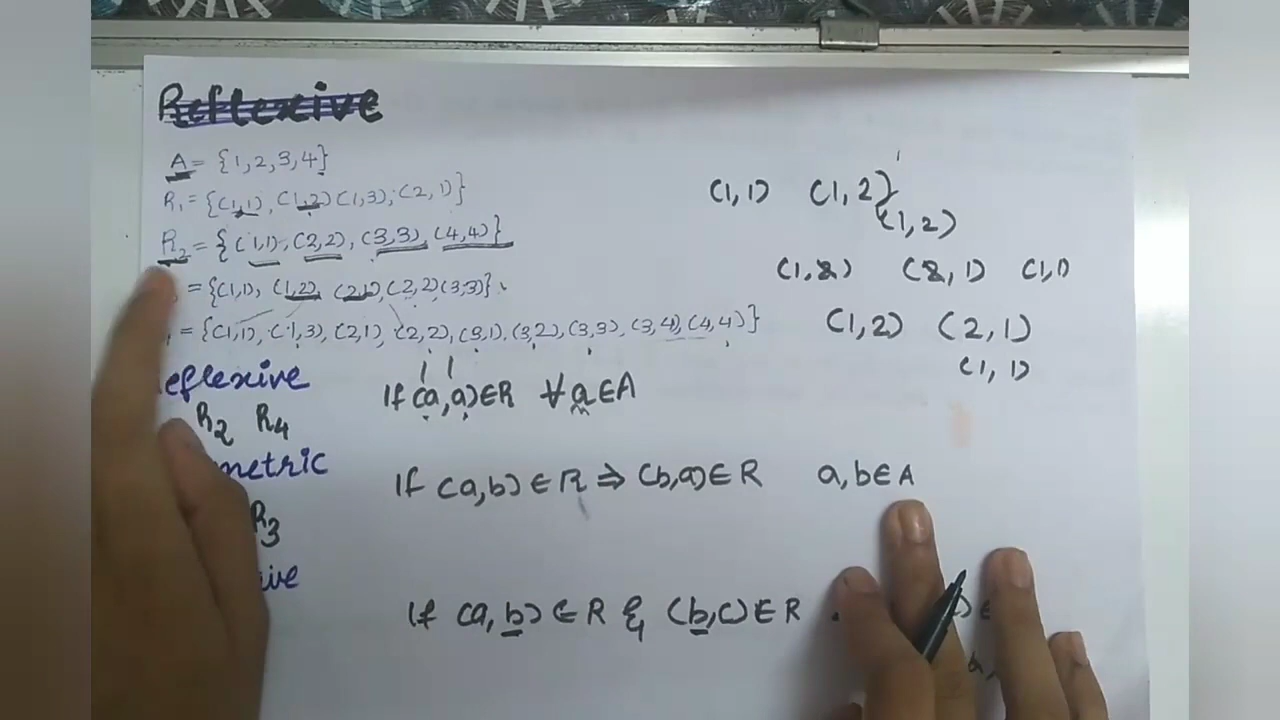 Reflexive
A = {1,2,3,4}
R1 = {(1,1), (1,2)(1,3), (2,1)}
R2 = {(1,1), (2,2), (3,3), (4,4)}
= {(1,1), (1,2), (2,1), (2,2)(3,3)}
= {(1,1), (1,3), (2,1), (2,2), (3,1), (3,2), (3,3), (3,4), (4,4)}
(1,1) (1,2)}
(1,2)
(1,2) (2,1) (1,1)
(1,2) (2,1)
(1,1)
eflexive If (a,a)∈R ∀ a∈A
R2 R4
metric If (a,b)∈R ⇒ (b,a)∈R a,b∈A
R3
ive
If (a,b)∈R & (b,c)∈R